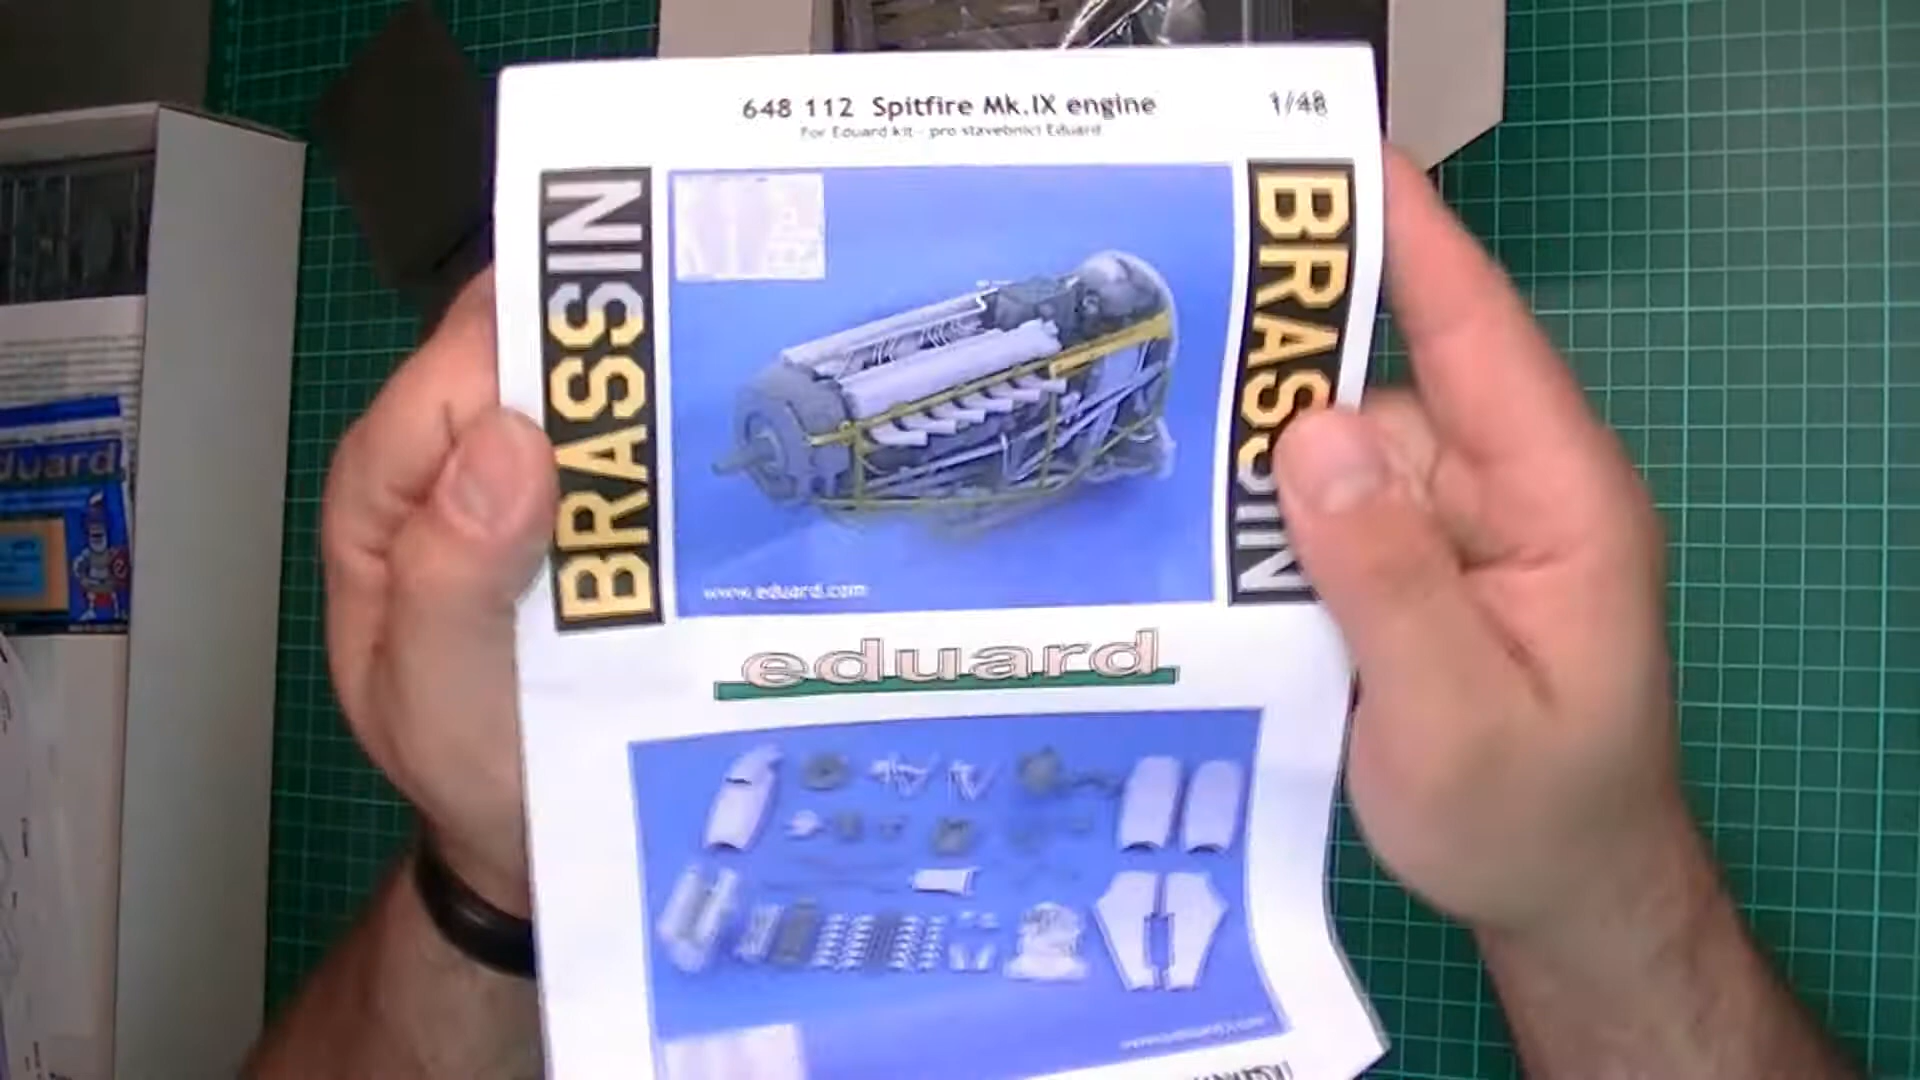 648 112 Spitfire Mk.IX engine 1/48
For Eduard kit - pro stavebnici Eduard
BRASSIN
BRASSIN
www.eduard.com
eduard
eduard